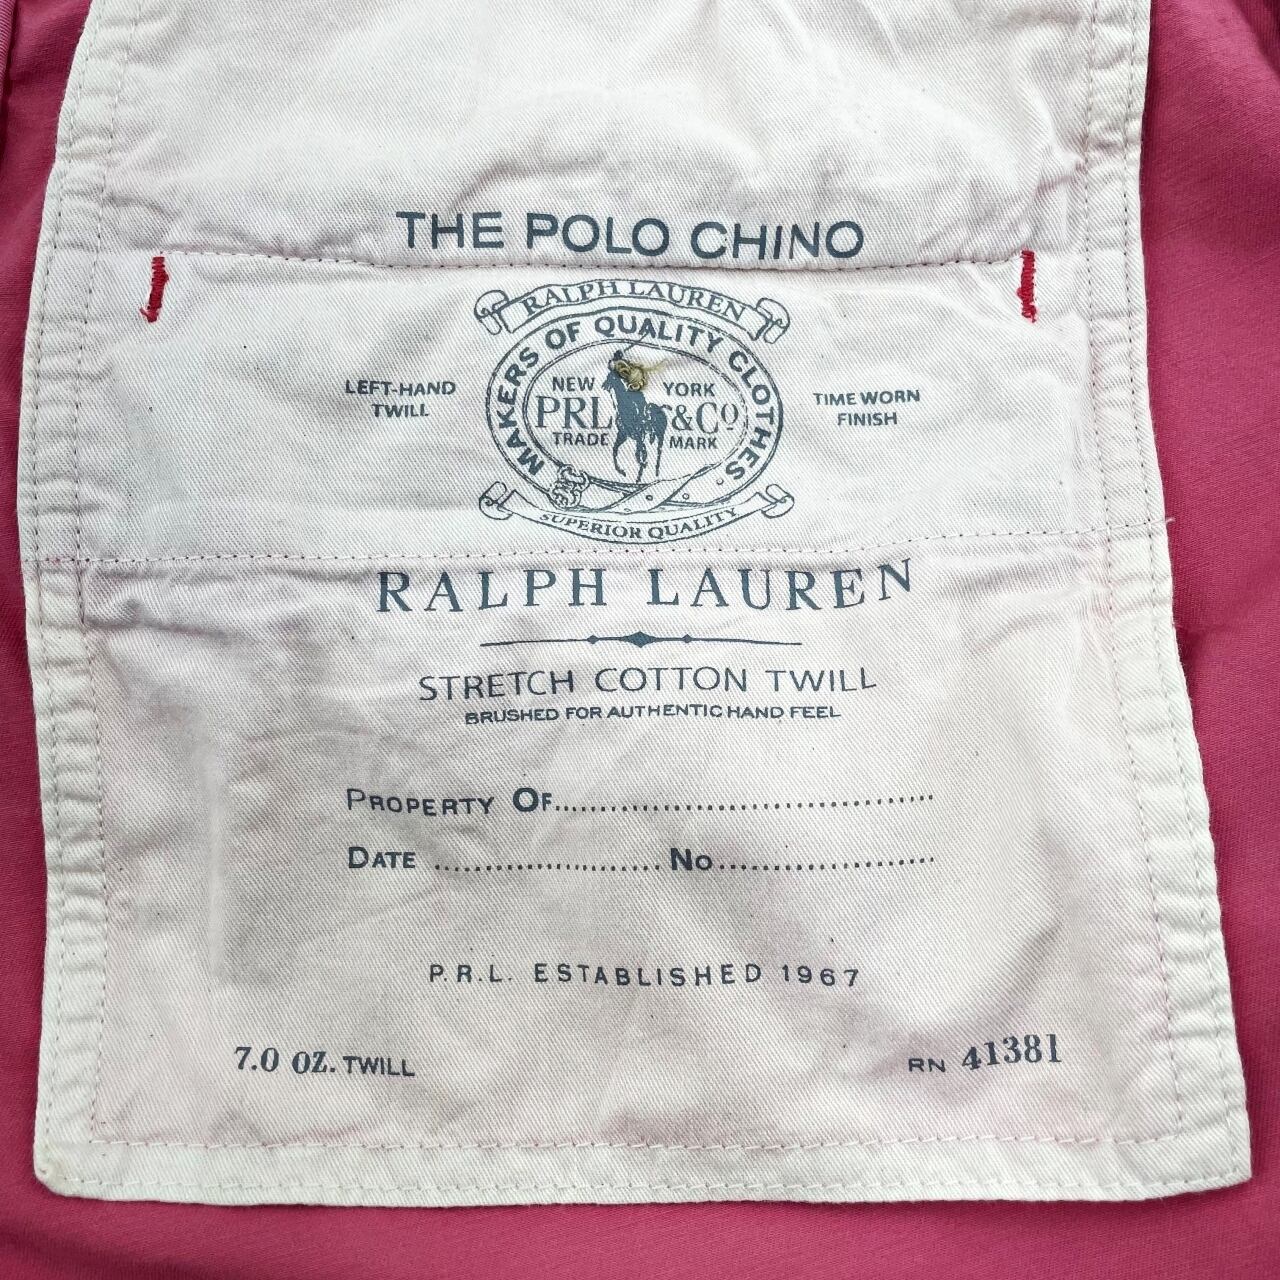 THE POLO CHINO
RALPH LAUREN
MAKERS OF QUALITY CLOTHES
LEFT-HAND
TWILL
NEW YORK
PRL &Co
TRADE MARK
TIME WORN
FINISH
SUPERIOR QUALITY
RALPH LAUREN
STRETCH COTTON TWILL
BRUSHED FOR AUTHENTIC HAND FEEL
PROPERTY OF......................................
DATE ....................... No......................
P.R.L. ESTABLISHED 1967
7.0 OZ. TWILL
RN 41381